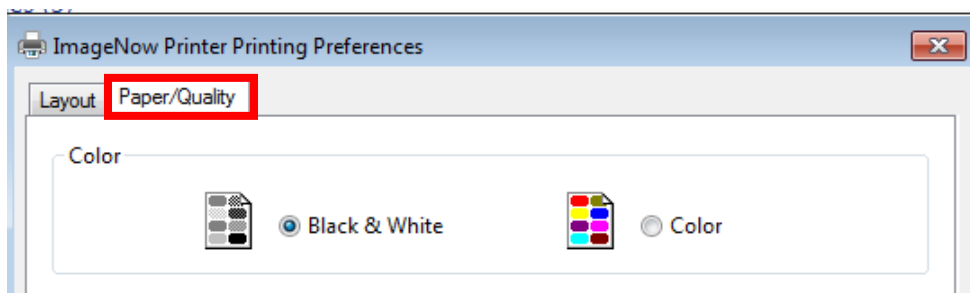 ImageNow Printer Printing Preferences
Layout Paper/Quality
Color
Black & White Color